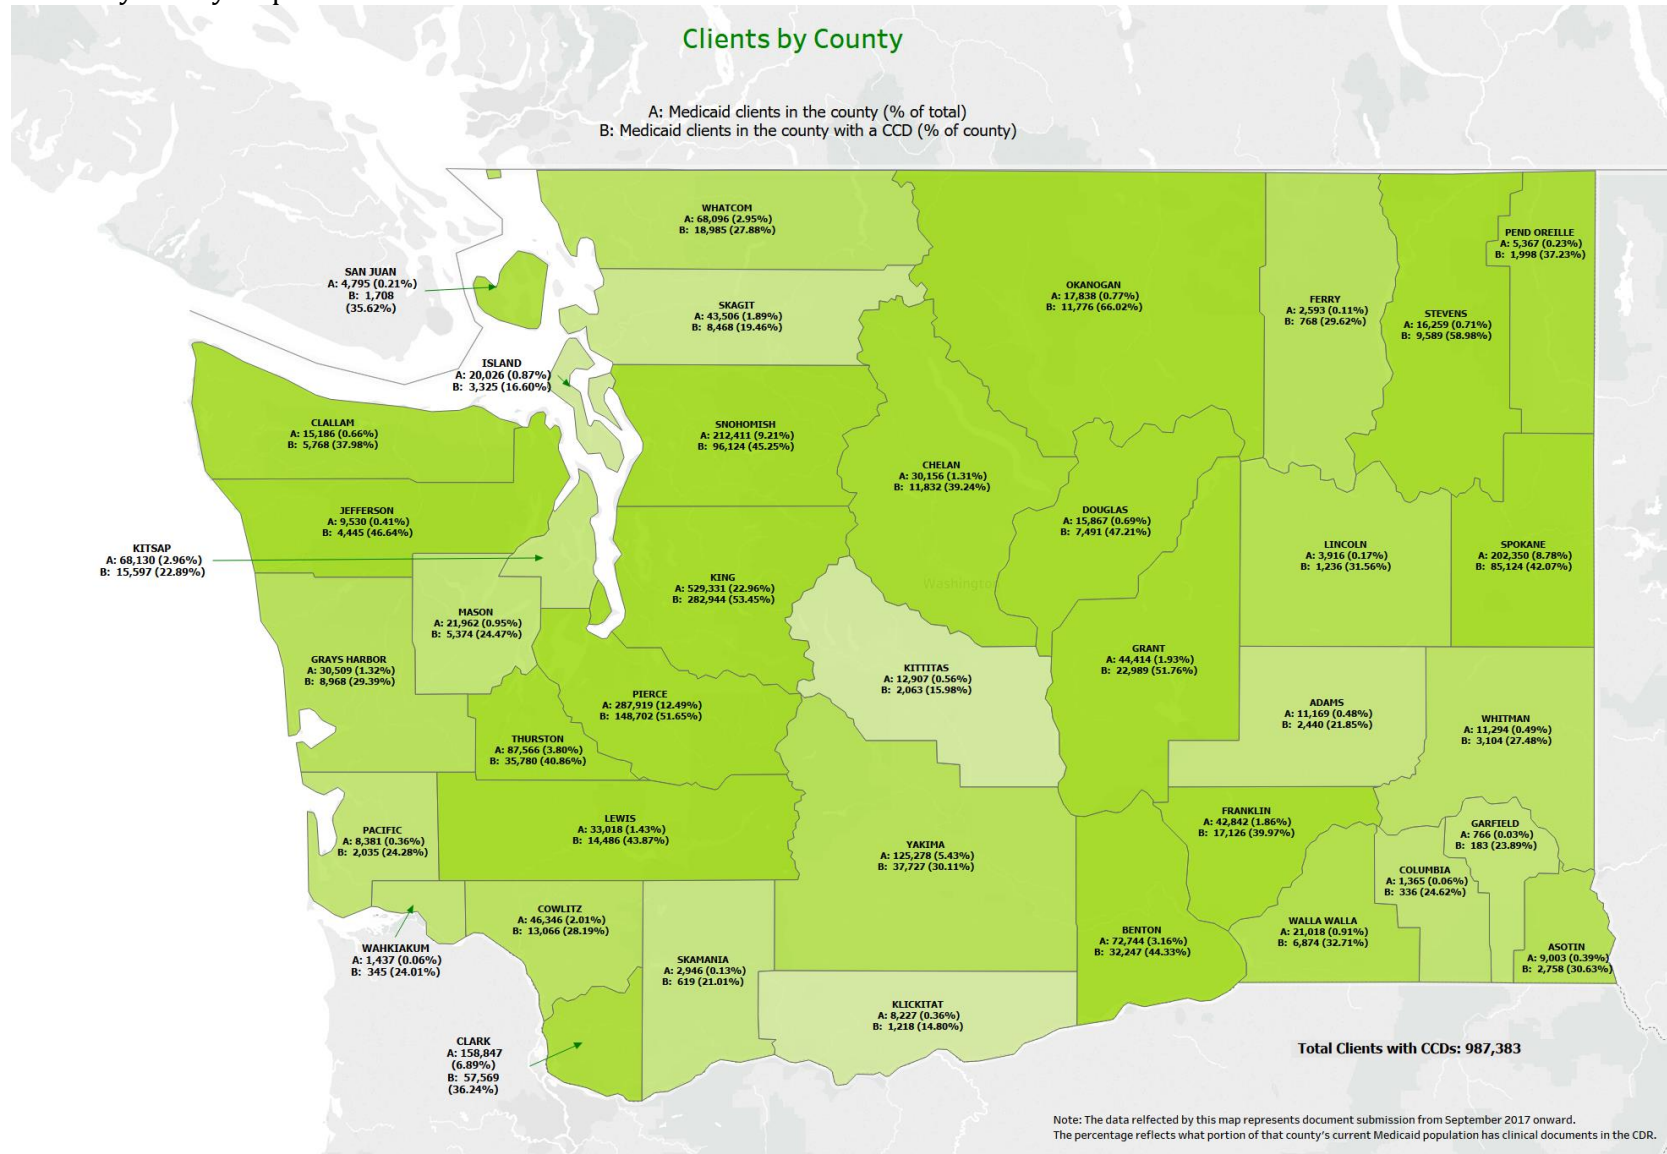 Clients by County
A: Medicaid clients in the county (% of total)
B: Medicaid clients in the county with a CCD (% of county)
WHATCOM
A: 68,096 (2.95%)
B: 18,985 (27.88%)
SAN JUAN
A: 4,795 (0.21%)
B: 1,708
(35.62%)
SKAGIT
A: 43,506 (1.89%)
B: 8,468 (19.46%)
OKANOGAN
A: 17,838 (0.77%)
B: 11,776 (66.02%)
FERRY
A: 2,593 (0.11%)
B: 768 (29.62%)
STEVENS
A: 16,259 (0.71%)
B: 9,589 (58.98%)
PEND OREILLE
A: 5,367 (0.23%)
B: 1,998 (37.23%)
ISLAND
A: 20,026 (0.87%)
B: 3,325 (16.60%)
CLALLAM
A: 15,186 (0.66%)
B: 5,768 (37.98%)
SNOHOMISH
A: 212,411 (9.21%)
B: 96,124 (45.25%)
CHELAN
A: 30,156 (1.31%)
B: 11,832 (39.24%)
DOUGLAS
A: 15,867 (0.69%)
B: 7,491 (47.21%)
JEFFERSON
A: 9,530 (0.41%)
B: 4,445 (46.64%)
KITSAP
A: 68,130 (2.96%)
B: 15,597 (22.89%)
KING
A: 529,331 (22.96%)
B: 282,944 (53.45%)
Washington
LINCOLN
A: 3,916 (0.17%)
B: 1,236 (31.56%)
SPOKANE
A: 202,350 (8.78%)
B: 85,124 (42.07%)
MASON
A: 21,962 (0.95%)
B: 5,374 (24.47%)
GRAYS HARBOR
A: 30,509 (1.32%)
B: 8,968 (29.39%)
PIERCE
A: 287,919 (12.49%)
B: 148,702 (51.65%)
KITTITAS
A: 12,907 (0.56%)
B: 2,063 (15.98%)
GRANT
A: 44,414 (1.93%)
B: 22,989 (51.76%)
ADAMS
A: 11,169 (0.48%)
B: 2,440 (21.85%)
WHITMAN
A: 11,294 (0.49%)
B: 3,104 (27.48%)
THURSTON
A: 87,566 (3.80%)
B: 35,780 (40.86%)
LEWIS
A: 33,018 (1.43%)
B: 14,486 (43.87%)
PACIFIC
A: 8,381 (0.36%)
B: 2,035 (24.28%)
YAKIMA
A: 125,278 (5.43%)
B: 37,727 (30.11%)
FRANKLIN
A: 42,842 (1.86%)
B: 17,126 (39.97%)
GARFIELD
A: 766 (0.03%)
B: 183 (23.89%)
COLUMBIA
A: 1,365 (0.06%)
B: 336 (24.62%)
COWLITZ
A: 46,346 (2.01%)
B: 13,066 (28.19%)
WAHKIAKUM
A: 1,437 (0.06%)
B: 345 (24.01%)
BENTON
A: 72,744 (3.16%)
B: 32,247 (44.33%)
WALLA WALLA
A: 21,018 (0.91%)
B: 6,874 (32.71%)
ASOTIN
A: 9,003 (0.39%)
B: 2,758 (30.63%)
SKAMANIA
A: 2,946 (0.13%)
B: 619 (21.01%)
KLICKITAT
A: 8,227 (0.36%)
B: 1,218 (14.80%)
CLARK
A: 158,847
(6.89%)
B: 57,569
(36.24%)
Total Clients with CCDs: 987,383
Note: The data relfected by this map represents document submission from September 2017 onward.
The percentage reflects what portion of that county's current Medicaid population has clinical documents in the CDR.